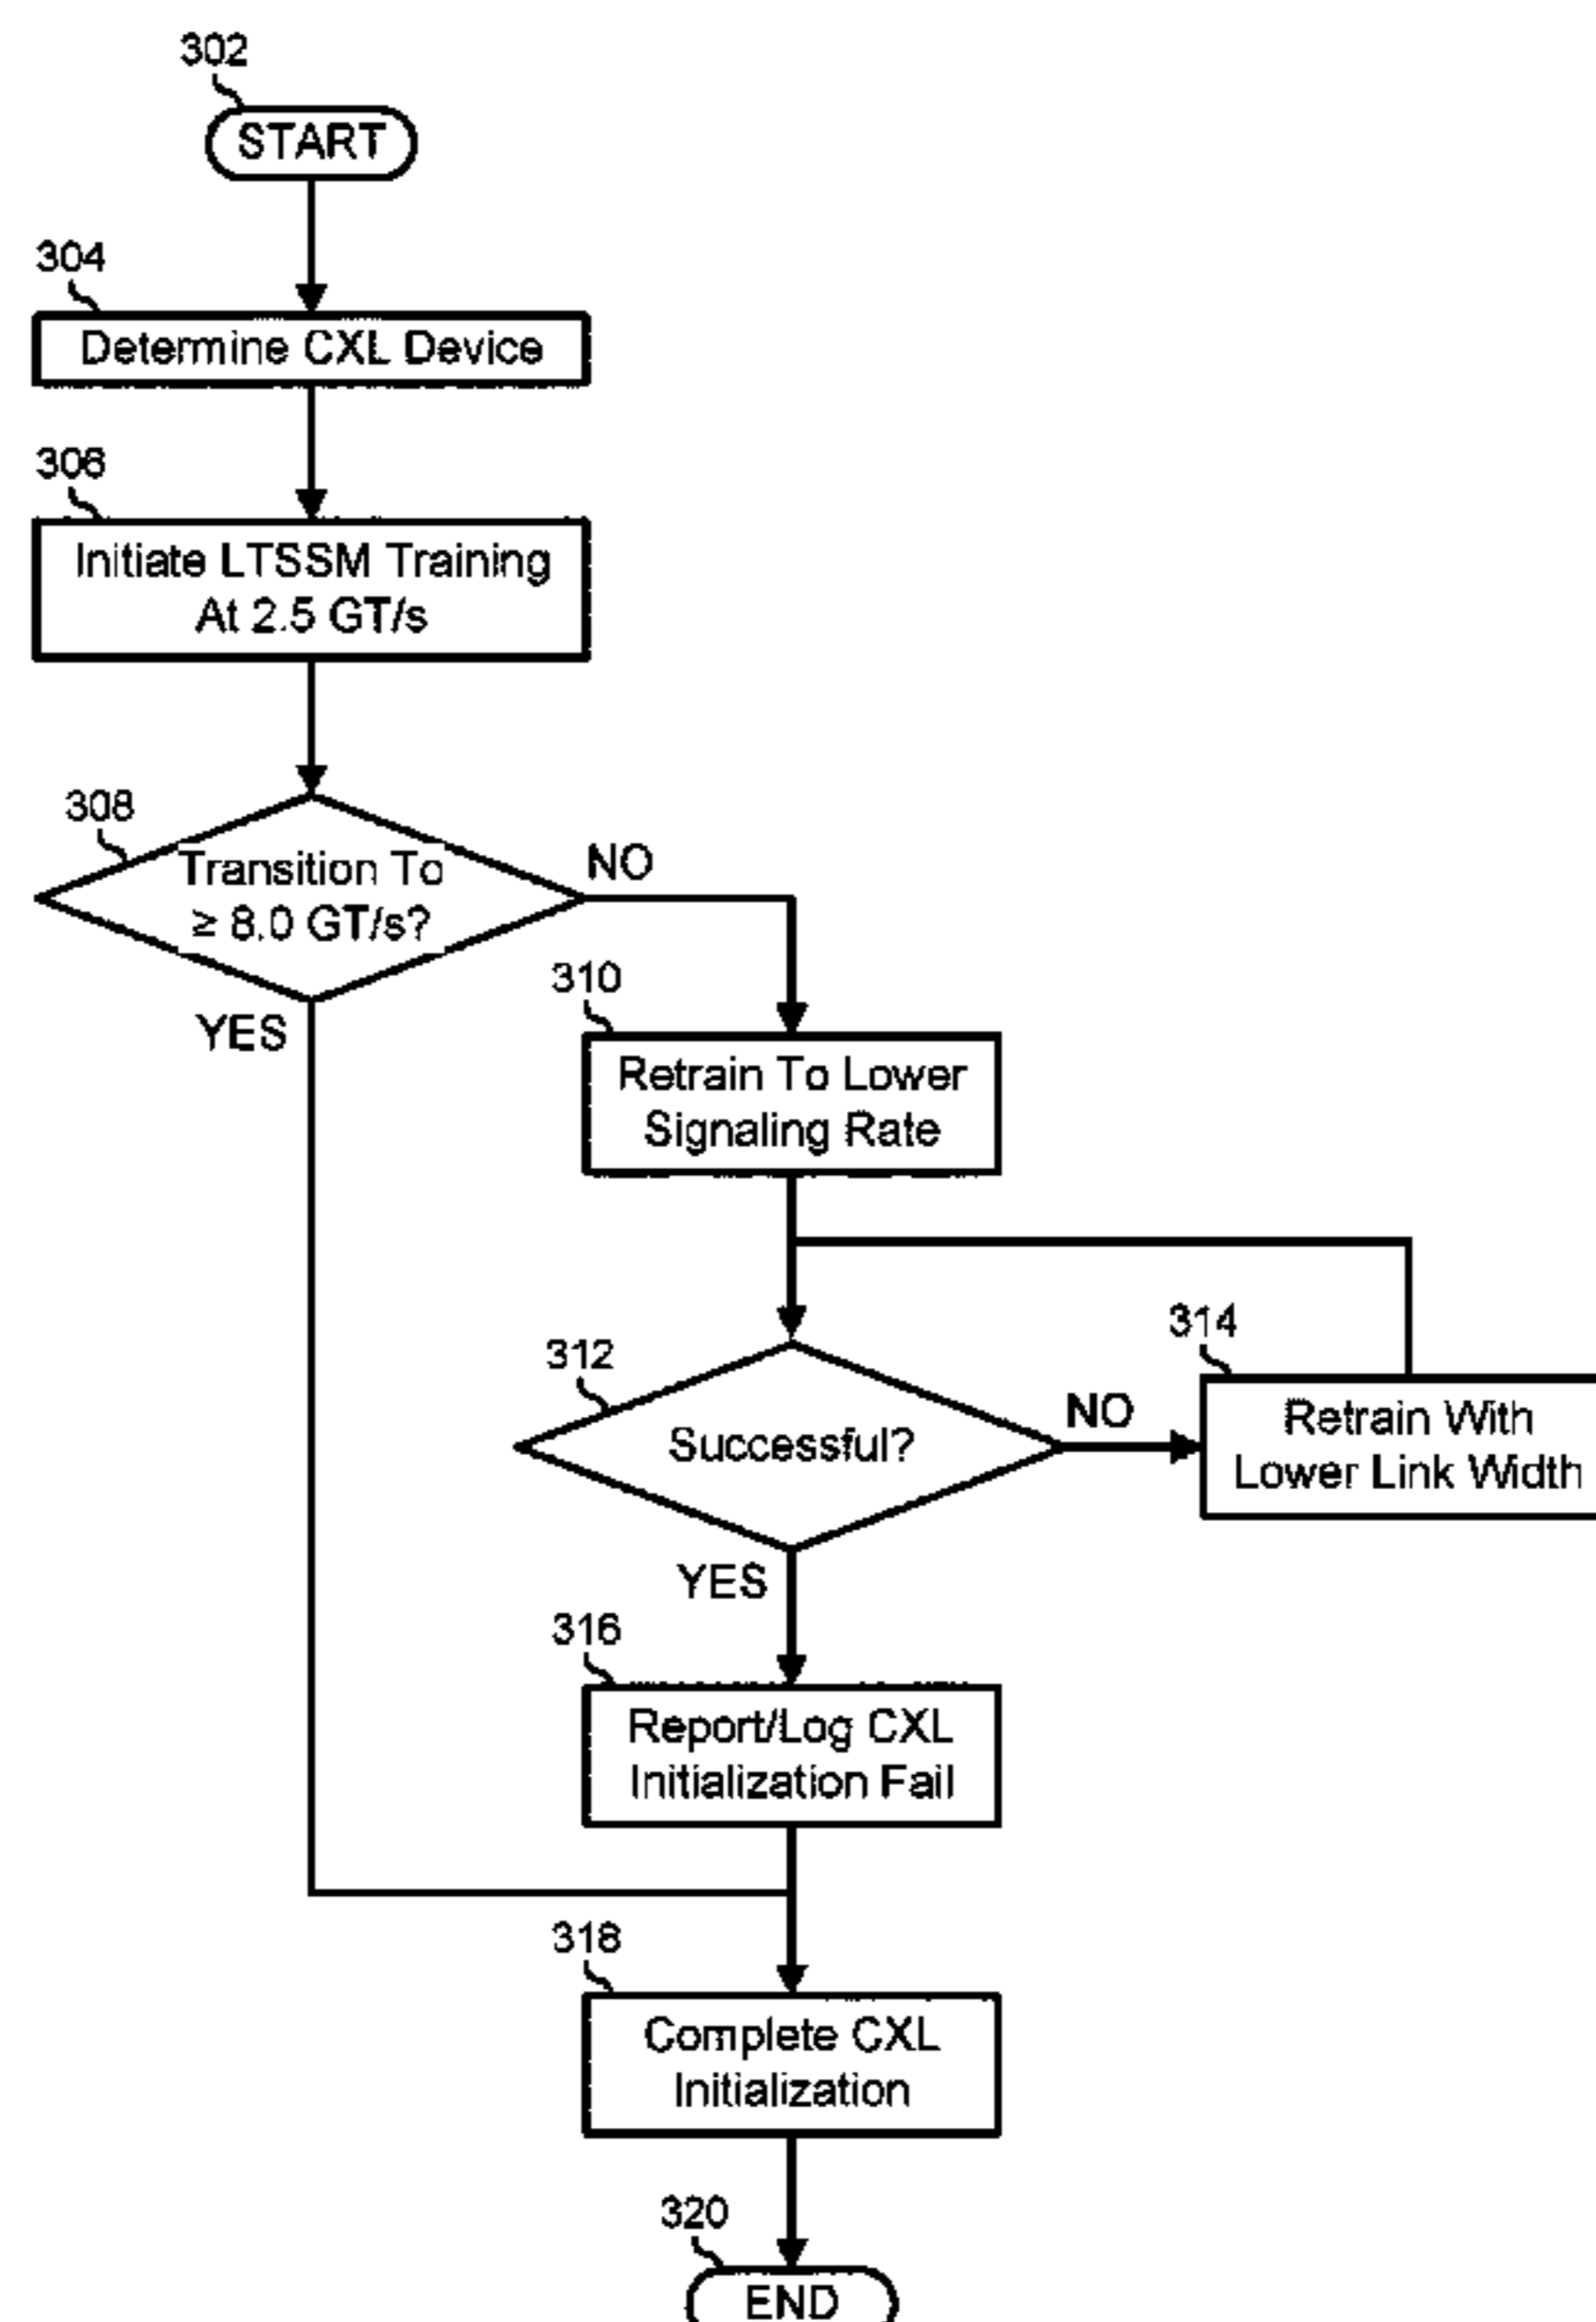 302
START
304
Determine CXL Device
306
Initiate LTSSM Training
At 2.5 GT/s
308
Transition To
≥ 8.0 GT/s?
NO
YES
310
Retrain To Lower
Signaling Rate
312
Successful?
NO
314
Retrain With
Lower Link Width
YES
316
Report/Log CXL
Initialization Fail
318
Complete CXL
Initialization
320
END